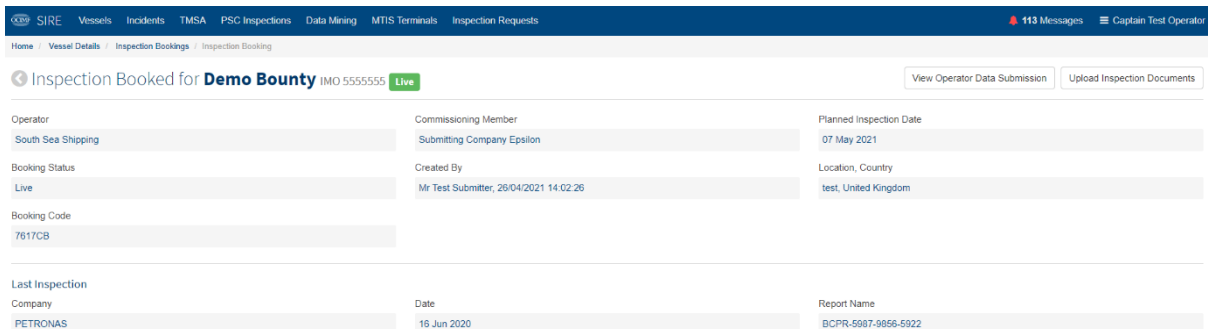 OCIMF SIRE Vessels Incidents TMSA PSC Inspections Data Mining MTIS Terminals Inspection Requests 113 Messages Captain Test Operator
Home / Vessel Details / Inspection Bookings / Inspection Booking
Inspection Booked for Demo Bounty IMO 5555555 Live View Operator Data Submission Upload Inspection Documents
Operator Commissioning Member Planned Inspection Date
South Sea Shipping Submitting Company Epsilon 07 May 2021
Booking Status Created By Location, Country
Live Mr Test Submitter, 26/04/2021 14:02:26 test, United Kingdom
Booking Code
7617CB
Last Inspection
Company Date Report Name
PETRONAS 16 Jun 2020 BCPR-5987-9856-5922